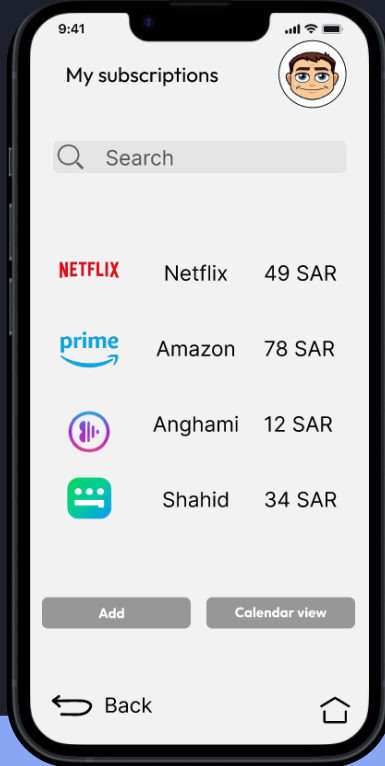 9:41
My subscriptions
Search
NETFLIX Netflix 49 SAR
prime Amazon 78 SAR
Anghami 12 SAR
Shahid 34 SAR
Add Calendar view
Back